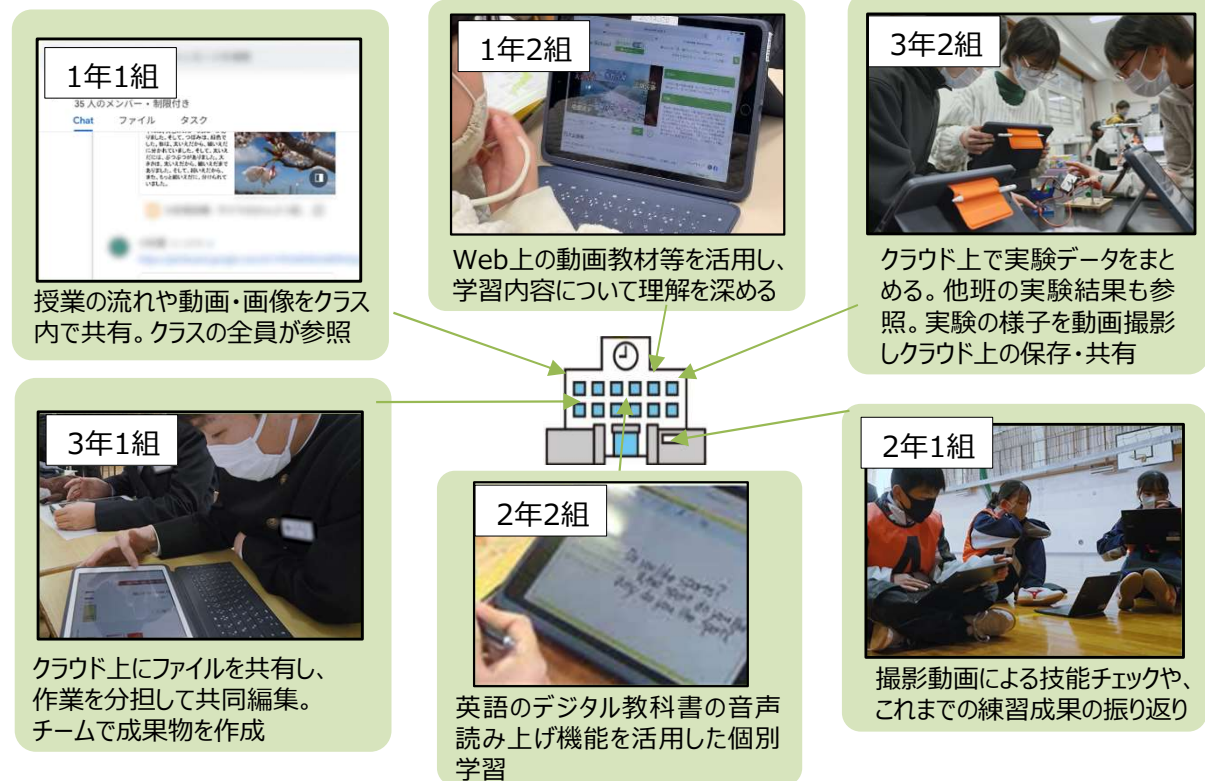 1年1組
35 人のメンバー・制限付き
Chat ファイル タスク
授業の流れや動画・画像をクラス
内で共有。クラスの全員が参照
1年2組
Web上の動画教材等を活用し、
学習内容について理解を深める
3年2組
クラウド上で実験データをまと
める。他班の実験結果も参
照。実験の様子を動画撮影
しクラウド上の保存・共有
3年1組
クラウド上にファイルを共有し、
作業を分担して共同編集。
チームで成果物を作成
2年2組
英語のデジタル教科書の音声
読み上げ機能を活用した個別
学習
2年1組
撮影動画による技能チェックや、
これまでの練習成果の振り返り